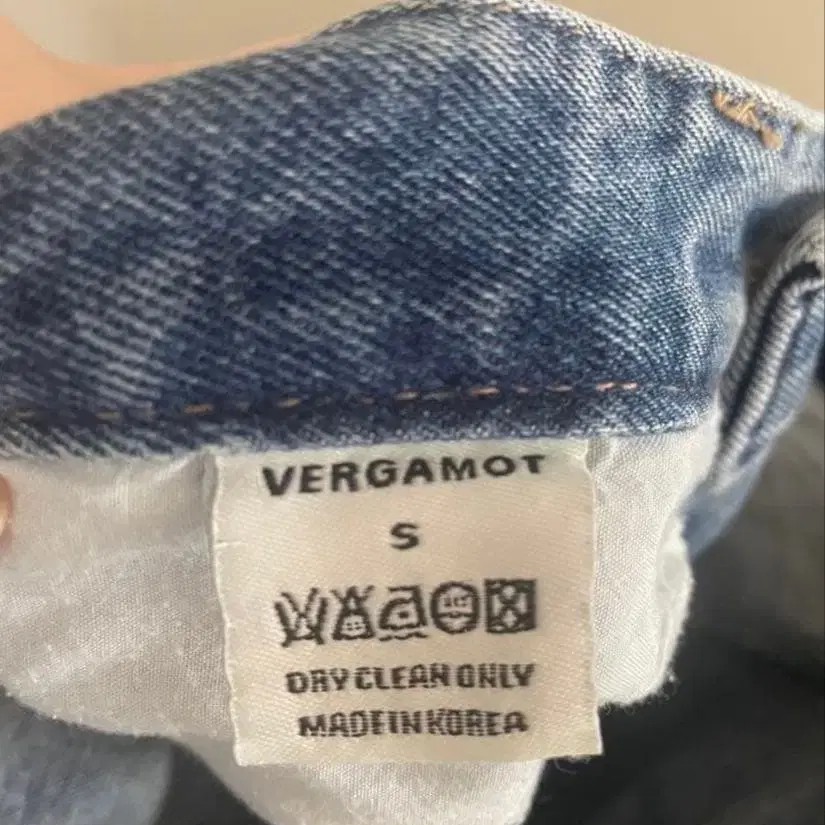 VERGAMOT
S
DRY CLEAN ONLY
MADE IN KOREA